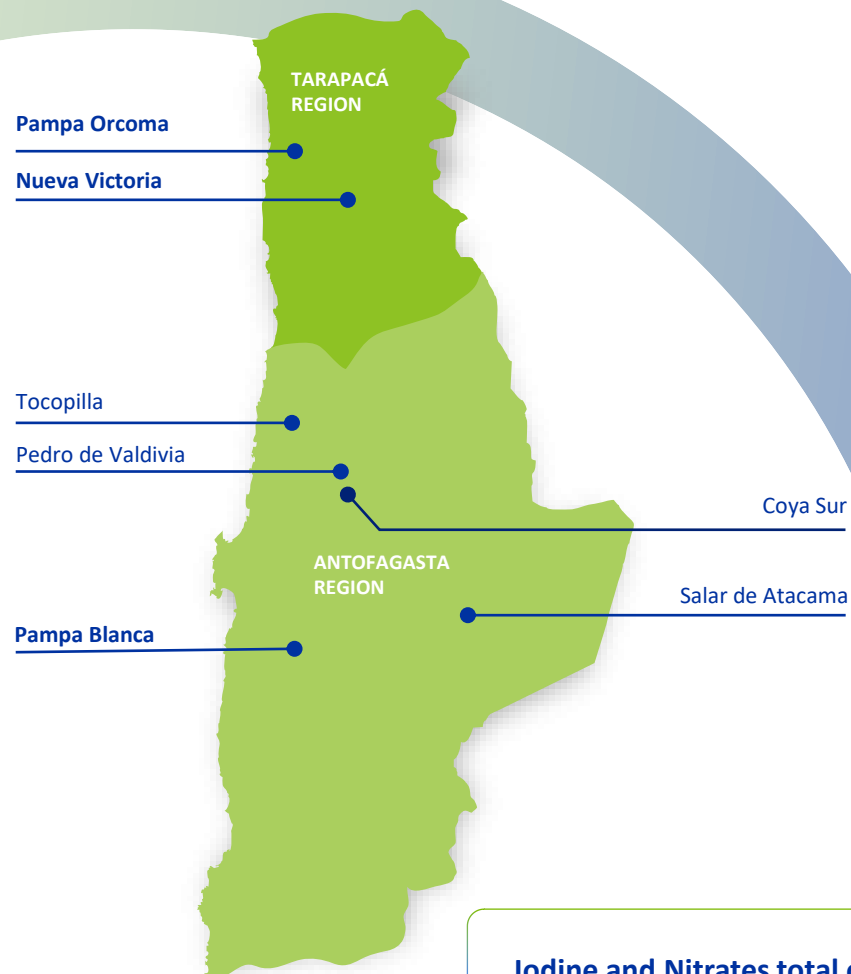 TARAPACÁ
REGION
Pampa Orcoma
Nueva Victoria
Tocopilla
Pedro de Valdivia
Coya Sur
ANTOFAGASTA
REGION
Salar de Atacama
Pampa Blanca
Iodine and Nitrates total